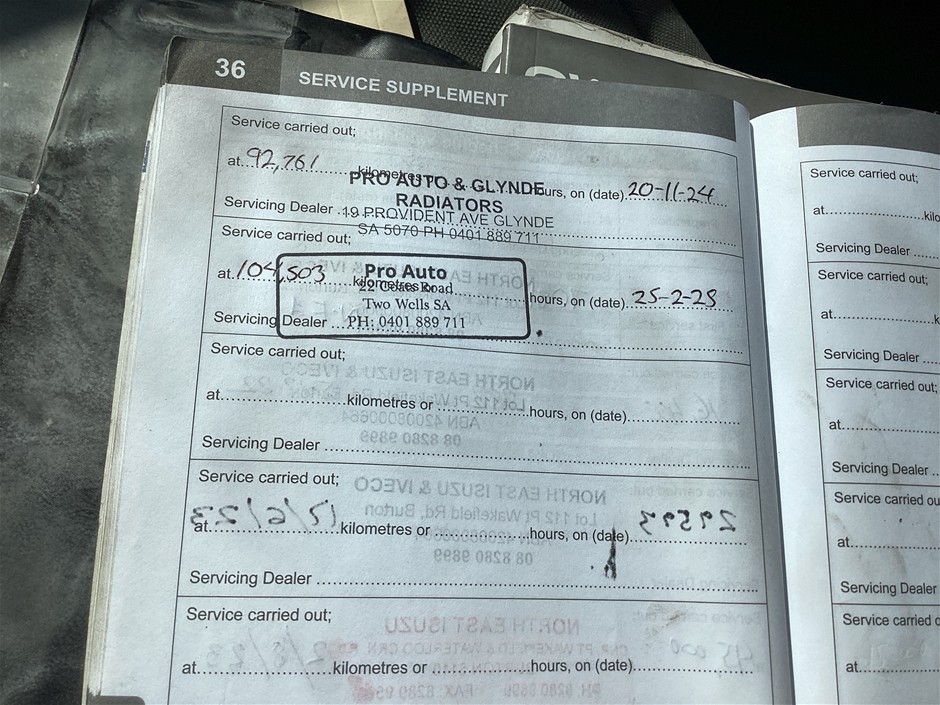 36
SERVICE SUPPLEMENT
Service carried out;
at 92,761 kilometres hours, on (date) 20-11-24
PRO AUTO & GLYNDE
RADIATORS
Servicing Dealer 19 PROVIDENT AVE GLYNDE
SA 5070 PH 0401 889 711
Service carried out;
Pro Auto
at 104,503 kilometres or hours, on (date) 25-2-25
Road
Two Wells SA
Servicing Dealer PH: 0401 889 711
Service carried out;
at kilometres or hours, on (date)
Servicing Dealer
Service carried out;
at kilometres or hours, on (date)
Servicing Dealer
Service carried out;
at kilometres or hours, on (date)
Service carried out;
at kilo
Servicing Dealer
Service carried out;
at k
Servicing Dealer
Service carried out;
at
Servicing Dealer
Service carried ou
at
Servicing Dealer
Service carried o
at